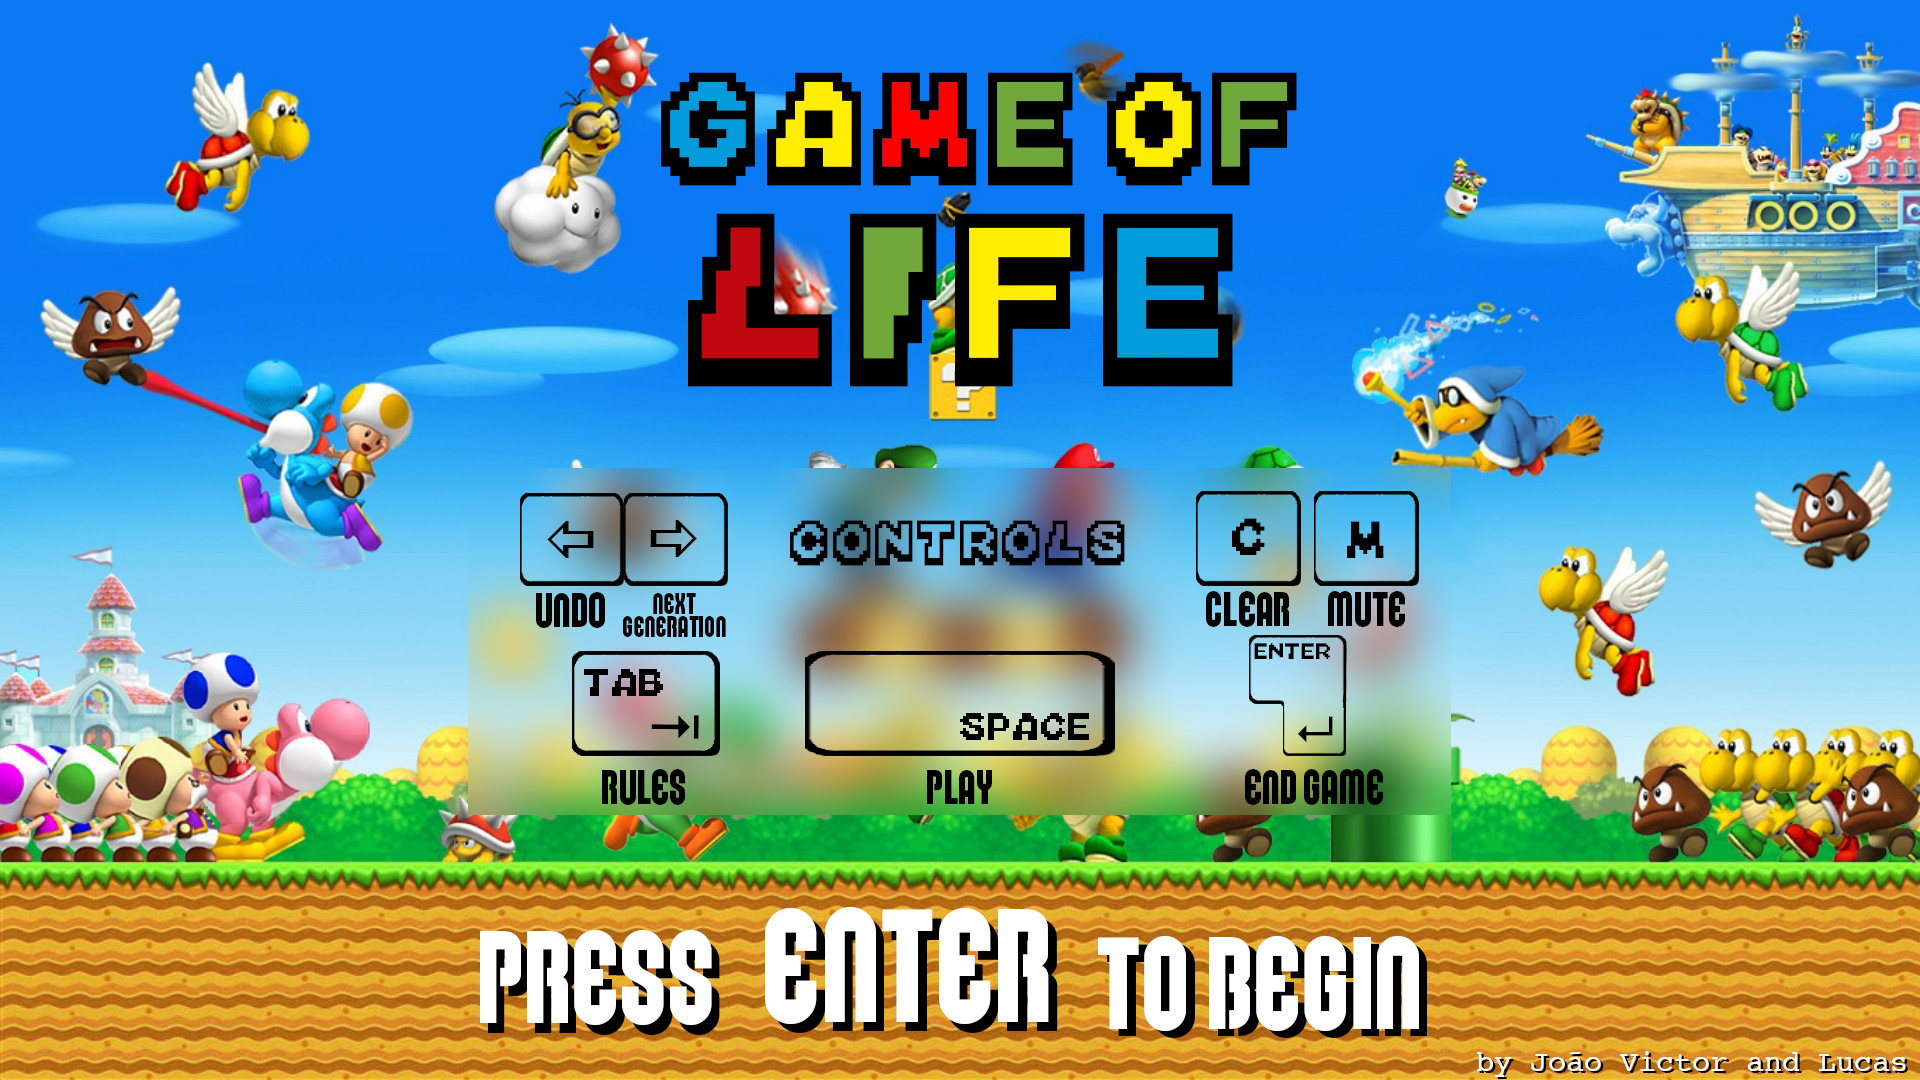 GAME OF
LIFE
CONTROLS
C M
UNDO NEXT GENERATION CLEAR MUTE
TAB SPACE ENTER
RULES PLAY END GAME
PRESS ENTER TO BEGIN
by João Victor and Lucas